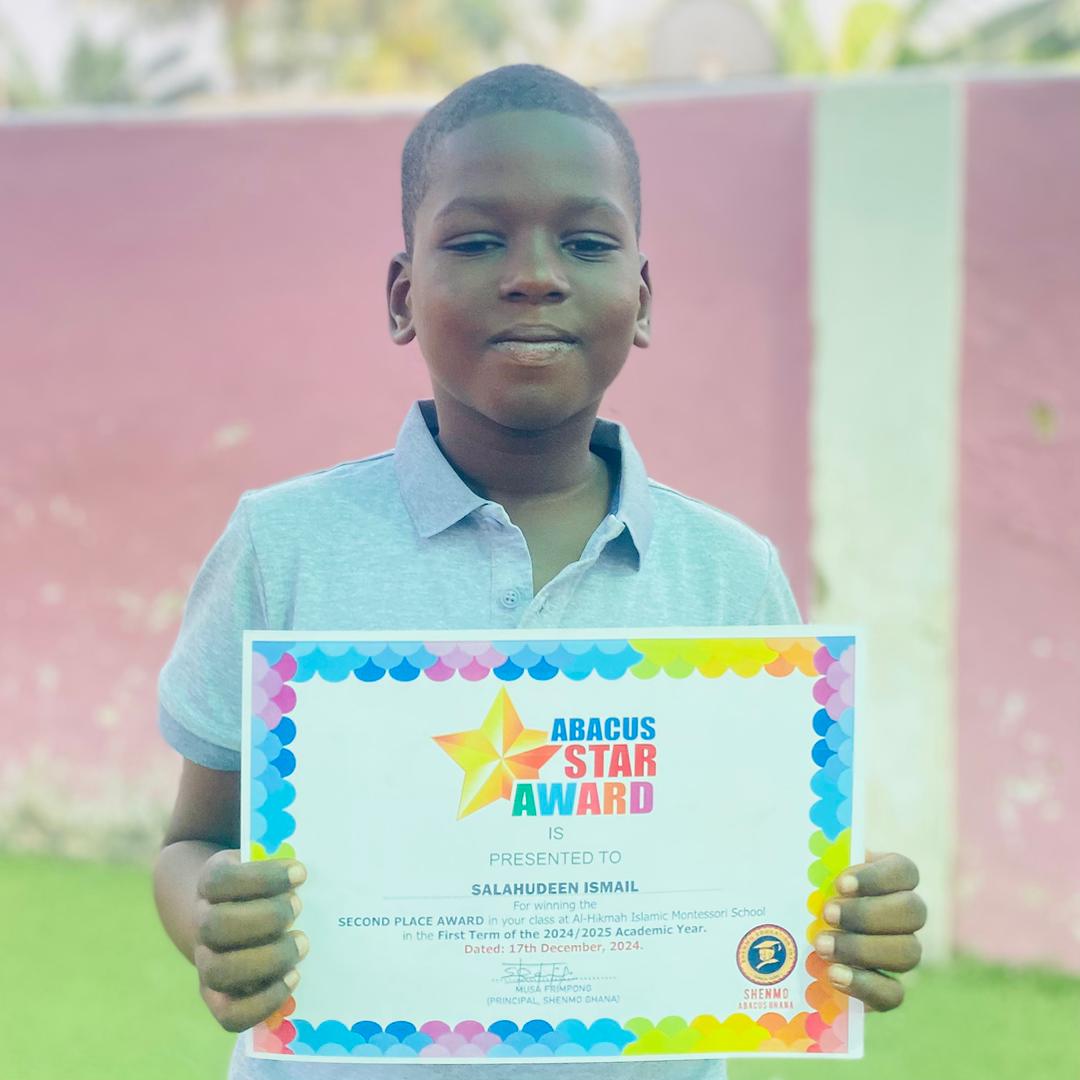 ABACUS
STAR
AWARD
IS
PRESENTED TO
SALAHUDEEN ISMAIL
For winning the
SECOND PLACE AWARD in your class at Al-Hikmah Islamic Montessori School
in the First Term of the 2024/2025 Academic Year.
Dated: 17th December, 2024.
MUSA FRIMPONG
(PRINCIPAL, SHENMO GHANA)
SHENMO
ABACUS GHANA